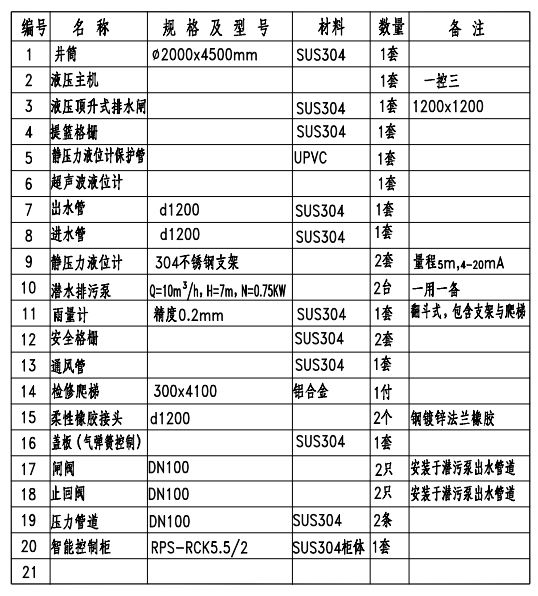 编号 名 称 规 格 及 型 号 材料 数量 备 注
1 井筒 ø2000x4500mm SUS304 1套
2 液压主机 1套 一控三
3 液压顶升式排水闸 SUS304 1套 1200x1200
4 提篮格栅 SUS304 1套
5 静压力液位计保护管 UPVC 1套
6 超声波液位计 1套
7 出水管 d1200 SUS304 1套
8 进水管 d1200 SUS304 1套
9 静压力液位计 304不锈钢支架 2套 量程5m,4-20mA
10 潜水排污泵 Q=10m³/h,H=7m,N=0.75KW 2台 一用一备
11 雨量计 精度0.2mm SUS304 1套 翻斗式,包含支架与爬梯
12 安全格栅 SUS304 2套
13 通风管 SUS304 1套
14 检修爬梯 300x4100 铝合金 1付
15 柔性橡胶接头 d1200 2个 钢镀锌法兰橡胶
16 盖板(气弹簧控制) SUS304 1套
17 闸阀 DN100 2只 安装于潜污泵出水管道
18 止回阀 DN100 2只 安装于潜污泵出水管道
19 压力管道 DN100 SUS304 2条
20 智能控制柜 RPS-RCK5.5/2 SUS304柜体 1套
21